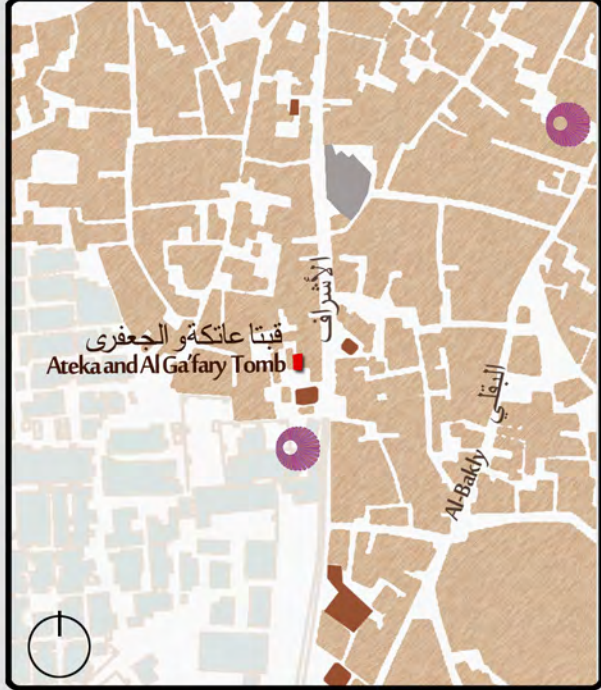 الأشراف
قبتا عاتكة و الجعفرى
Ateka and Al Ga'fary Tomb
البقلي
Al-Bakly